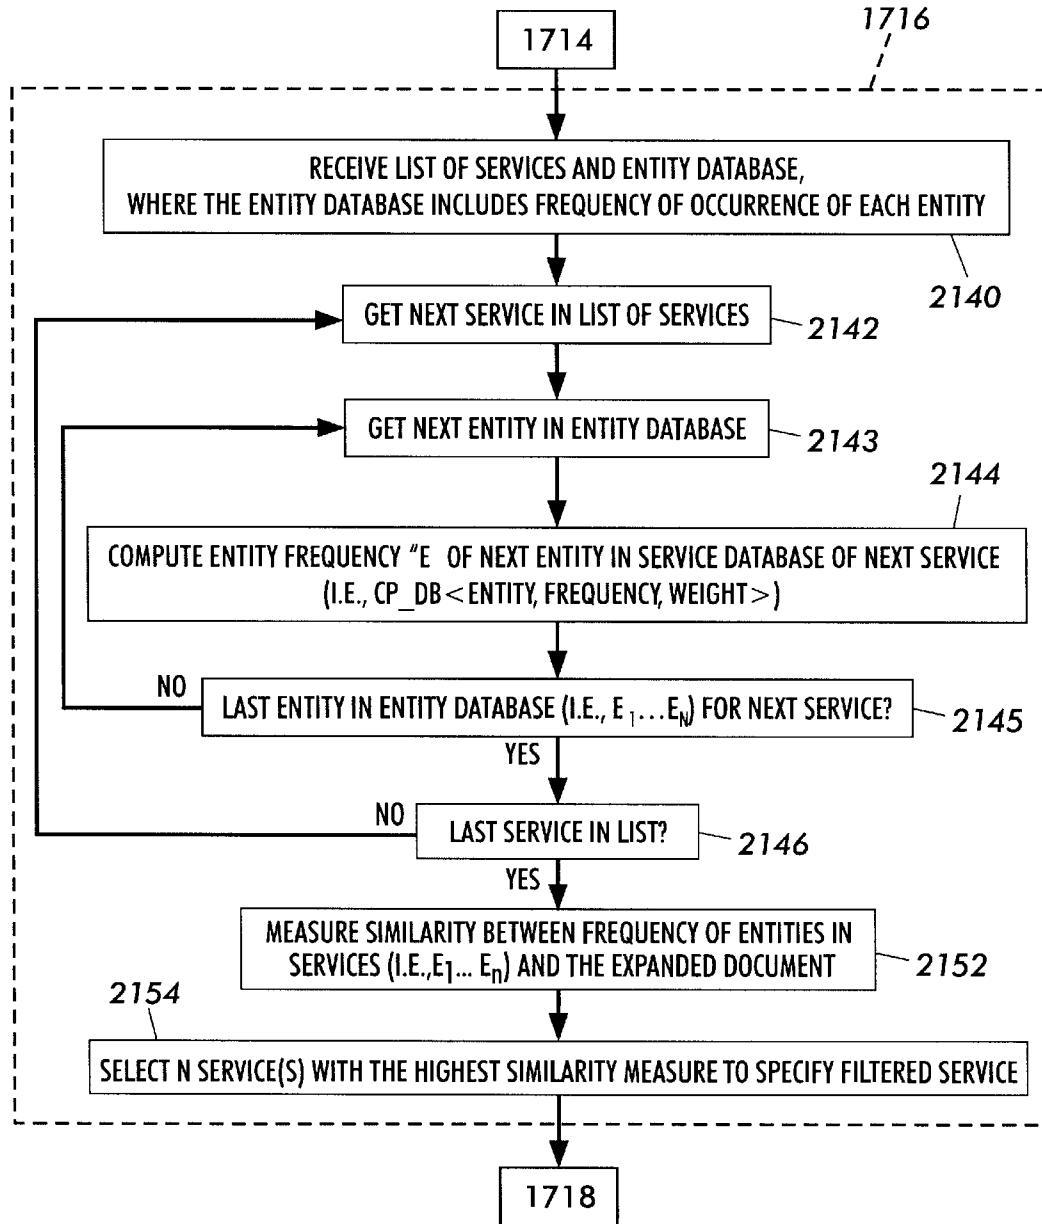 1716
1714
RECEIVE LIST OF SERVICES AND ENTITY DATABASE,
WHERE THE ENTITY DATABASE INCLUDES FREQUENCY OF OCCURRENCE OF EACH ENTITY
2140
GET NEXT SERVICE IN LIST OF SERVICES
2142
GET NEXT ENTITY IN ENTITY DATABASE
2143
2144
COMPUTE ENTITY FREQUENCY "E OF NEXT ENTITY IN SERVICE DATABASE OF NEXT SERVICE
(I.E., CP_DB<ENTITY, FREQUENCY, WEIGHT>)
NO
LAST ENTITY IN ENTITY DATABASE (I.E., E1...EN) FOR NEXT SERVICE?
2145
YES
NO
LAST SERVICE IN LIST?
2146
YES
MEASURE SIMILARITY BETWEEN FREQUENCY OF ENTITIES IN
SERVICES (I.E.,E1... En) AND THE EXPANDED DOCUMENT
2152
2154
SELECT N SERVICE(S) WITH THE HIGHEST SIMILARITY MEASURE TO SPECIFY FILTERED SERVICE
1718